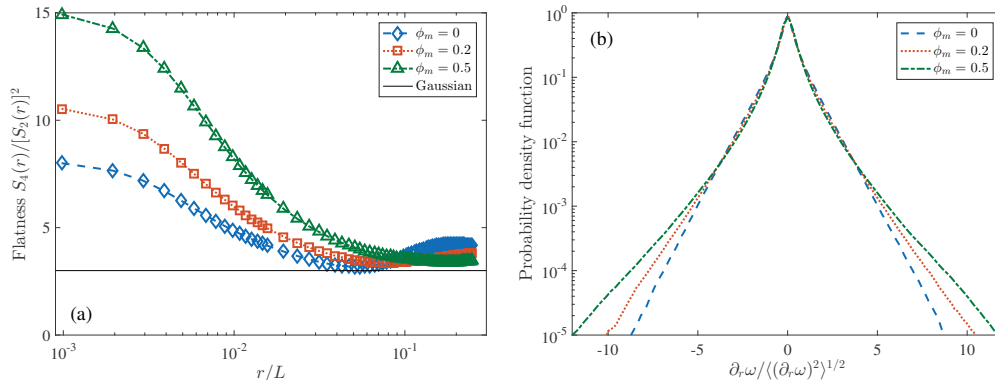 15
10
5
0
Flatness S_4(r)/[S_2(r)]^2
ϕ_m = 0
ϕ_m = 0.2
ϕ_m = 0.5
Gaussian
(a)
10^{-3}
10^{-2}
10^{-1}
r/L
10^0
10^{-1}
10^{-2}
10^{-3}
10^{-4}
10^{-5}
Probability density function
(b)
ϕ_m = 0
ϕ_m = 0.2
ϕ_m = 0.5
-10
-5
0
5
10
∂_rω/⟨(∂_rω)^2⟩^{1/2}